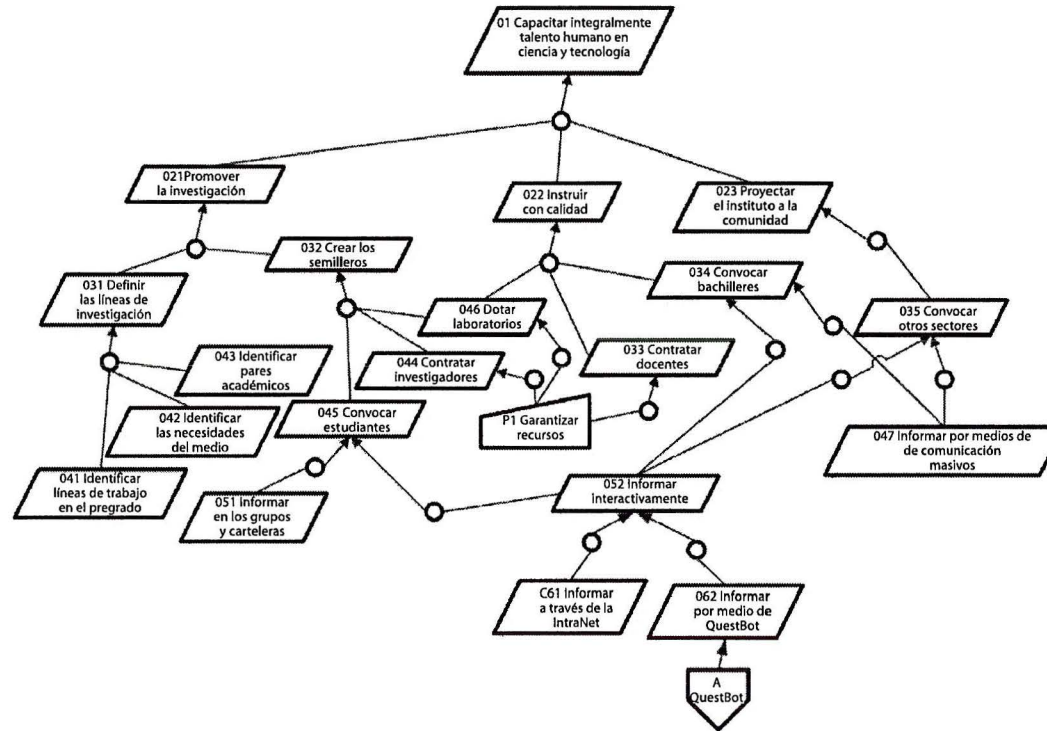 01 Capacitar integralmente
talento humano en
ciencia y tecnología
021Promover
la investigación
022 Instruir
con calidad
023 Proyectar
el instituto a la
comunidad
032 Crear los
semilleros
031 Definir
las líneas de
investigación
046 Dotar
laboratorios
034 Convocar
bachilleres
035 Convocar
otros sectores
043 Identificar
pares
académicos
044 Contratar
investigadores
033 Contratar
docentes
042 Identificar
las necesidades
del medio
045 Convocar
estudiantes
P1 Garantizar
recursos
047 Informar por medios
de comunicación
masivos
041 Identificar
líneas de trabajo
en el pregrado
051 Informar
en los grupos
y carteleras
052 Informar
Interactivamente
C61 Informar
a través de la
IntraNet
062 Informar
por medio de
QuestBot
A
QuestBot